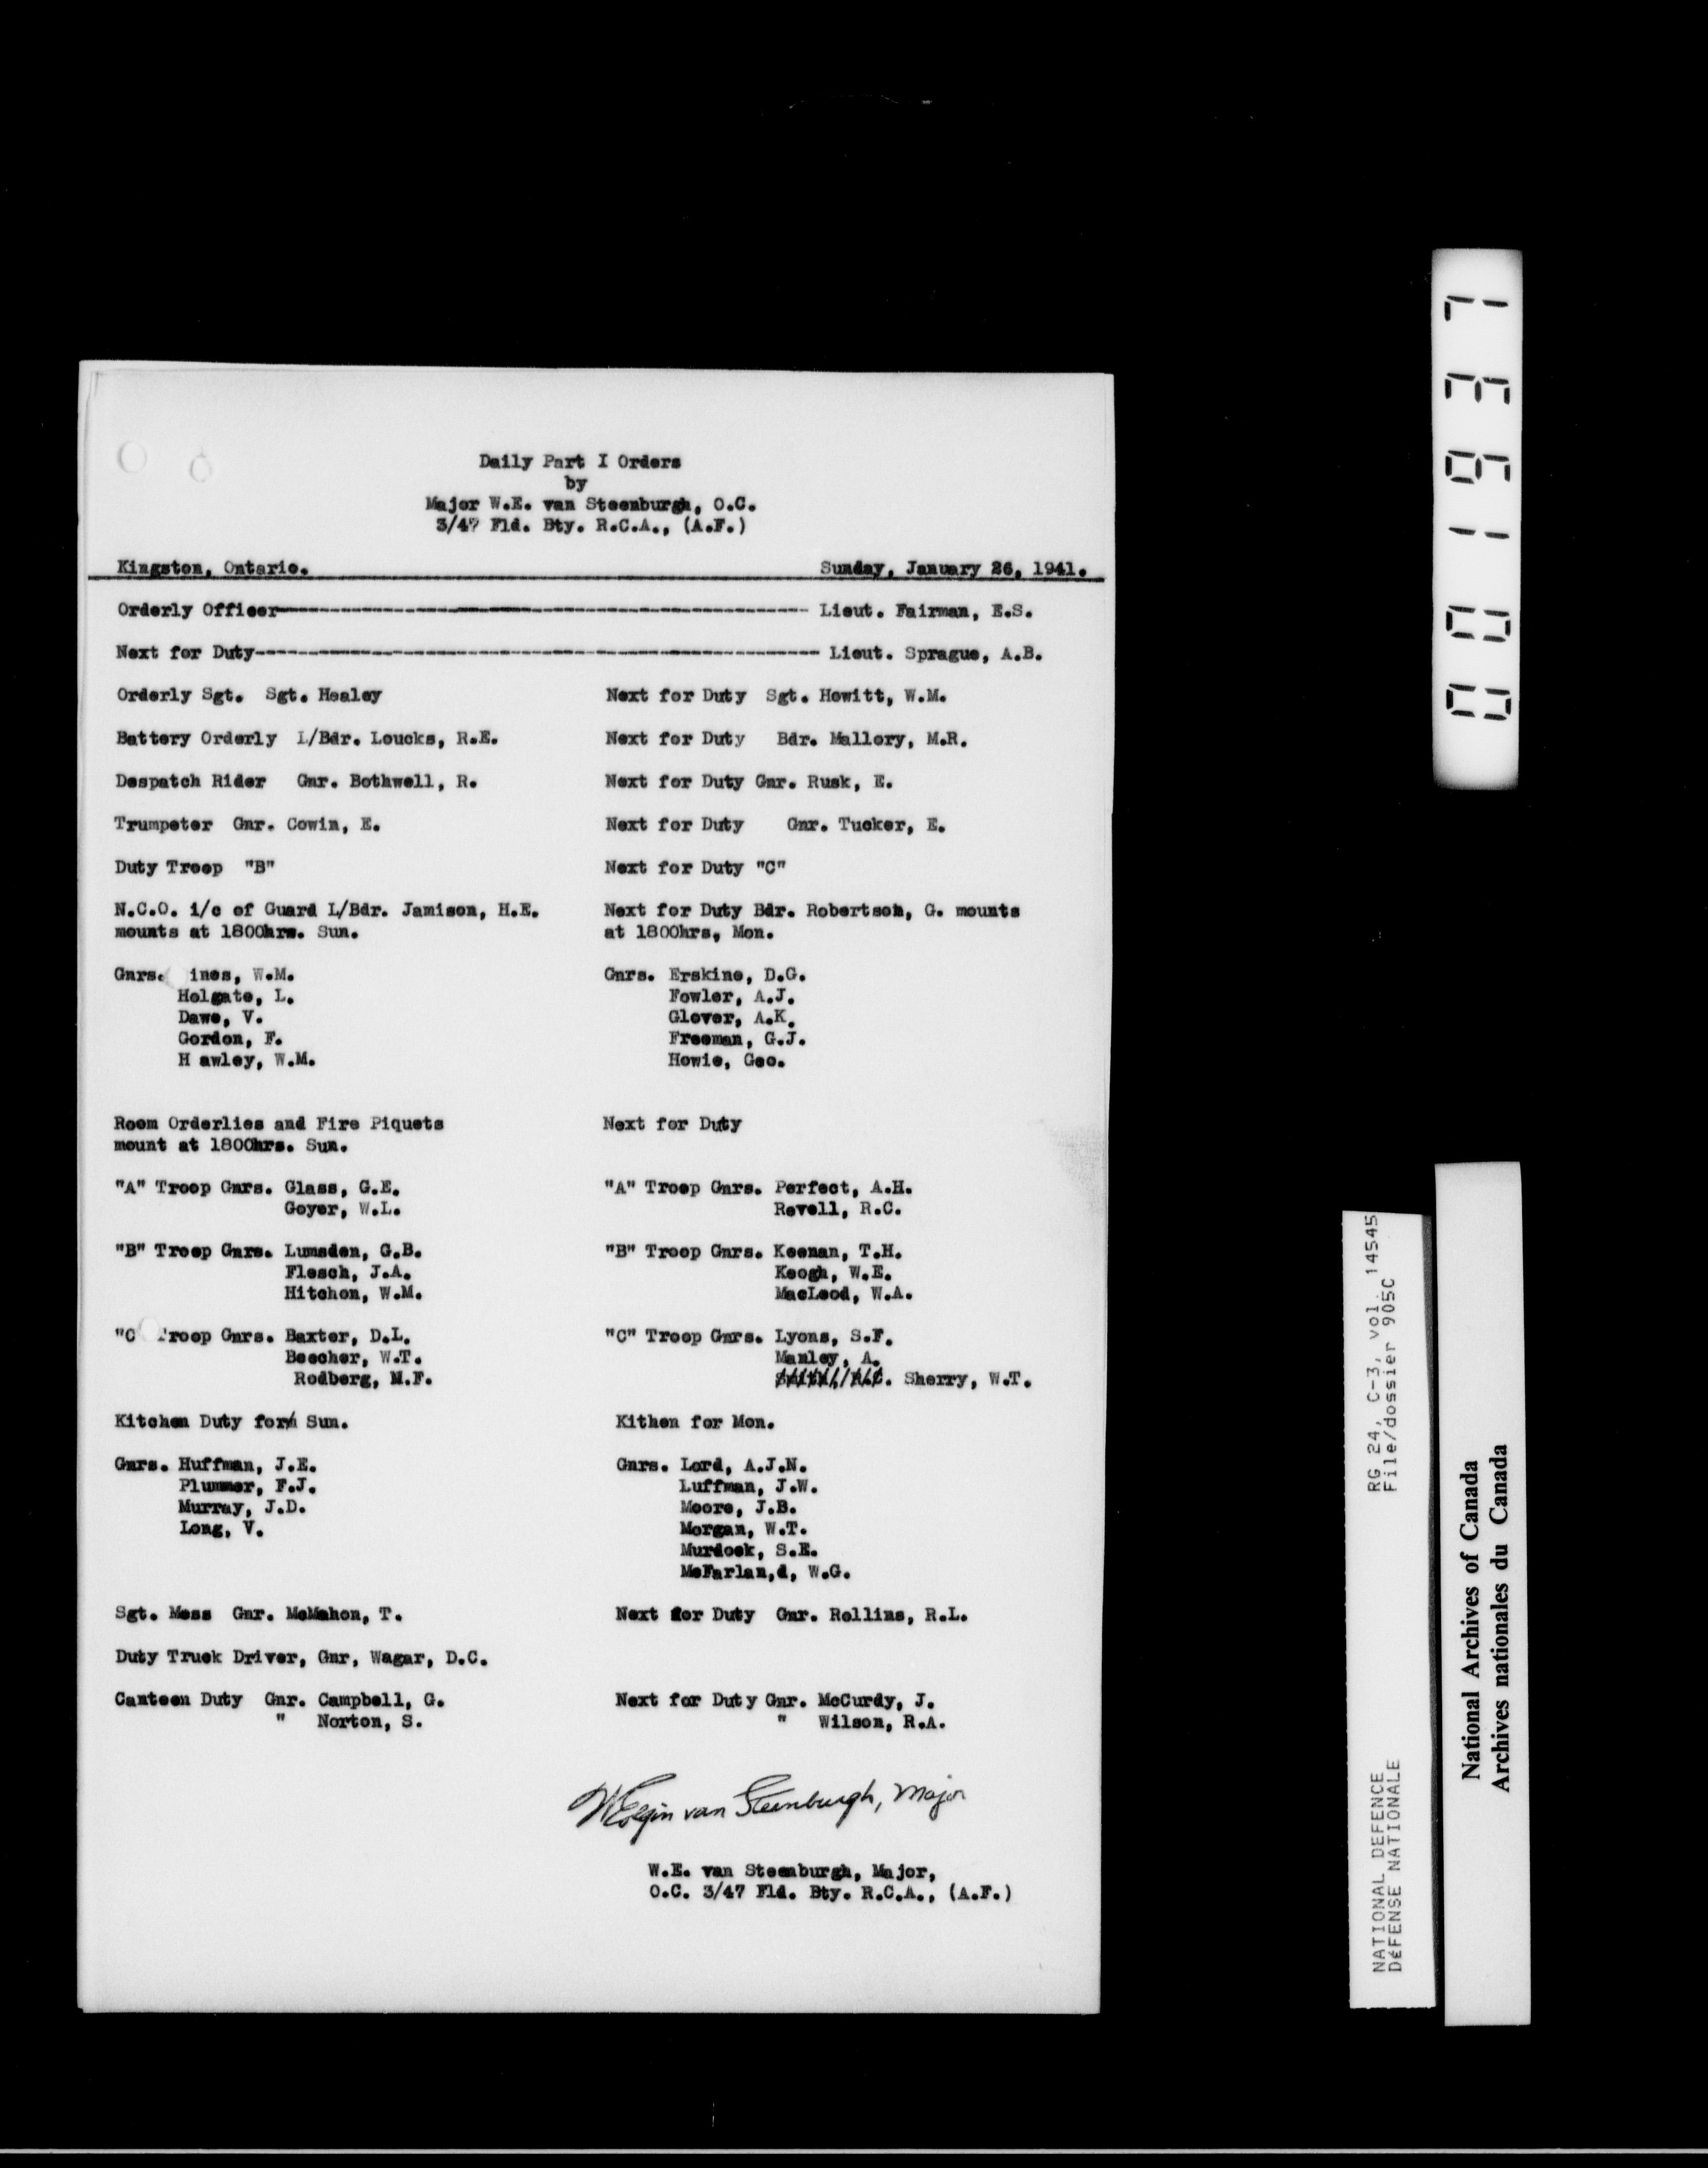 Daily Part I Orders
by
Major W.E. van Steenburgh, O.C.
3/47 Fld. Bty. R.C.A., (A.F.)
Kingston, Ontario. Sunday, January 26, 1941.
Orderly Officer-------------------------------------------------- Lieut. Fairman, E.S.
Next for Duty----------------------------------------------------- Lieut. Sprague, A.B.
Orderly Sgt. Sgt. Healey Next for Duty Sgt. Hewitt, W.M.
Battery Orderly L/Bdr. Loucks, R.E. Next for Duty Bdr. Mallory, M.R.
Despatch Rider Gnr. Bothwell, R. Next for Duty Gnr. Rusk, E.
Trumpeter Gnr. Cowin, E. Next for Duty Gnr. Tucker, E.
Duty Troop "B" Next for Duty "C"
N.C.O. i/c of Guard L/Bdr. Jamison, H.E. Next for Duty Bdr. Robertson, G. mounts
mounts at 1800hrs. Sun. at 1800hrs, Mon.
Gnrs. ines, W.M. Gnrs. Erskine, D.G.
Holgate, L. Fowler, A.J.
Dawe, V. Glover, A.K.
Gordon, F. Freeman, G.J.
H awley, W.M. Howie, Geo.
Room Orderlies and Fire Piquets Next for Duty
mount at 1800hrs. Sun.
"A" Troop Gnrs. Glass, G.E. "A" Troop Gnrs. Perfect, A.H.
Goyer, W.L. Revell, R.C.
"B" Troop Gnrs. Lumsden, G.B. "B" Troop Gnrs. Keenan, T.H.
Flesch, J.A. Keogh, W.E.
Hitchon, W.M. MacLeod, W.A.
"C Troop Gnrs. Baxter, D.L. "C" Troop Gnrs. Lyons, S.F.
Beecher, W.T. Manley, A.
Rodberg, M.F. Sherry, W.T.
Kitchen Duty for Sun. Kithen for Mon.
Gnrs. Huffman, J.E. Gnrs. Lord, A.J.N.
Plummer, F.J. Luffman, J.W.
Murray, J.D. Moore, J.B.
Long, V. Morgan, W.T.
Murdock, S.E.
McFarlan,d, W.G.
Sgt. Mess Gnr. McMahon, T. Next for Duty Gnr. Rollins, R.L.
Duty Truck Driver, Gnr, Wagar, D.C.
Canteen Duty Gnr. Campbell, G. Next for Duty Gnr. McCurdy, J.
" Norton, S. " Wilson, R.A.
van Steenburgh, Major
W.E. van Steenburgh, Major,
O.C. 3/47 Fld. Bty. R.C.A., (A.F.)
NATIONAL DEFENCE RG 24, C-3, vol. 14545
DÉFENSE NATIONALE File/dossier 905C
National Archives of Canada
Archives nationales du Canada